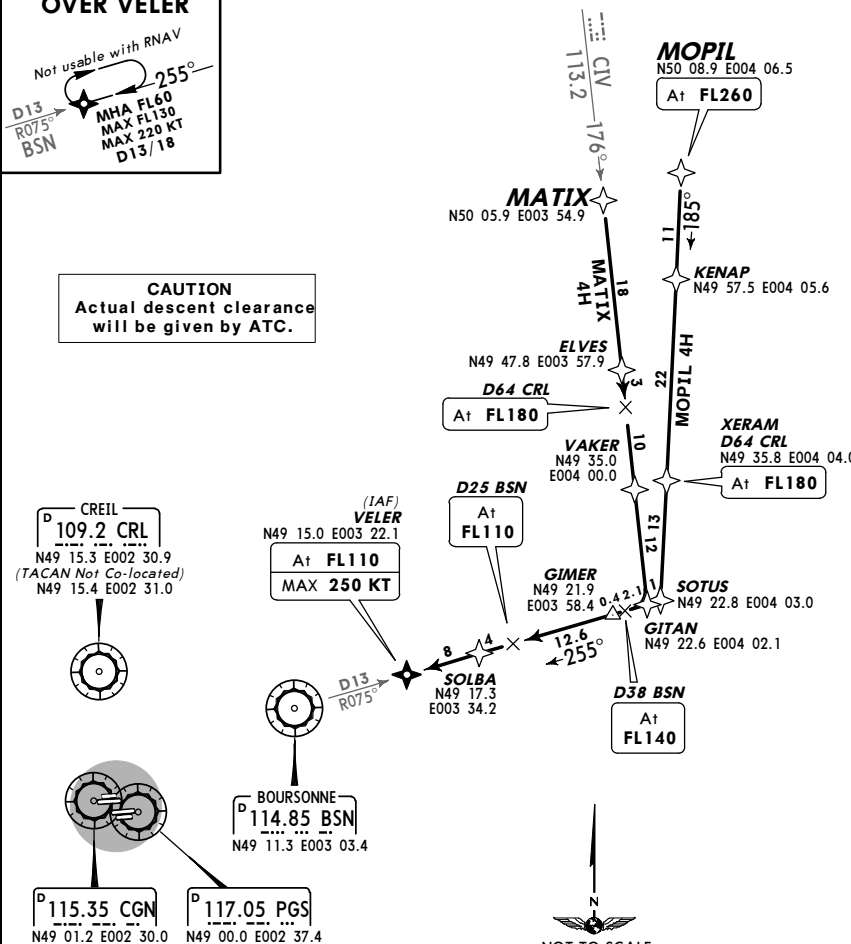 OVER VELER
Not usable with RNAV
255°
MHA FL60
MAX FL130
MAX 220 KT
D13/18
D13
R075°
BSN
CAUTION
Actual descent clearance
will be given by ATC.
CIV
113.2
176°
MOPIL
N50 08.9 E004 06.5
At FL260
MATIX
N50 05.9 E003 54.9
11
185°
KENAP
N49 57.5 E004 05.6
18
MATIX
4H
ELVES
N49 47.8 E003 57.9
3
22
MOPIL 4H
D64 CRL
At FL180
10
VAKER
N49 35.0
E004 00.0
XERAM
D64 CRL
N49 35.8 E004 04.0
At FL180
12
13
D25 BSN
At
FL110
(IAF)
VELER
N49 15.0 E003 22.1
At FL110
MAX 250 KT
CREIL
D 109.2 CRL
N49 15.3 E002 30.9
(TACAN Not Co-located)
N49 15.4 E002 31.0
GIMER
N49 21.9
E003 58.4
0.4
2.1
1
SOTUS
N49 22.8 E004 03.0
GITAN
N49 22.6 E004 02.1
12.6
255°
4
8
SOLBA
N49 17.3
E003 34.2
D13
R075°
D38 BSN
At
FL140
BOURSONNE
D 114.85 BSN
N49 11.3 E003 03.4
D 115.35 CGN
N49 01.2 E002 30.0
D 117.05 PGS
N49 00.0 E002 37.4
N
NOT TO SCALE